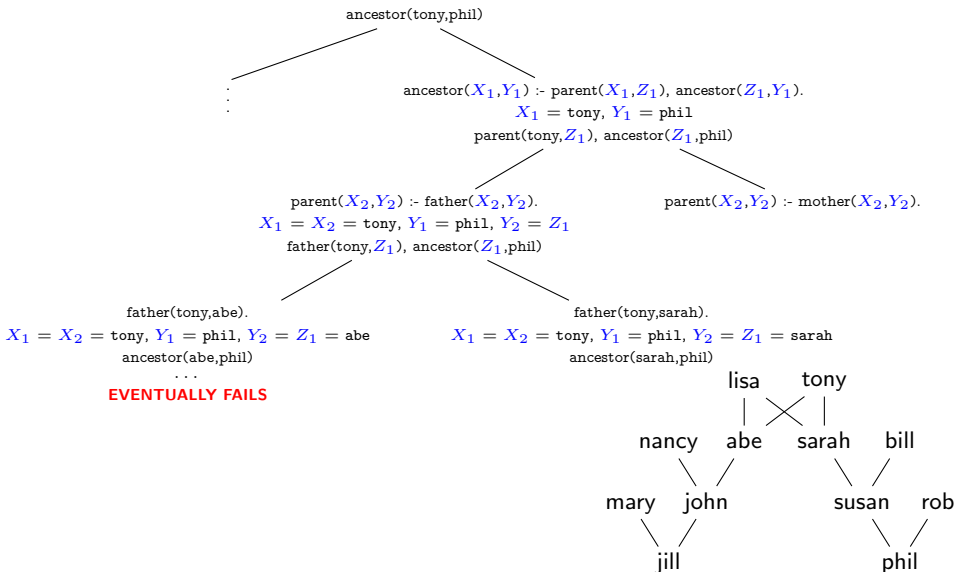 ancestor(tony,phil)
.
.
.
ancestor(X₁,Y₁) :- parent(X₁,Z₁), ancestor(Z₁,Y₁).
X₁ = tony, Y₁ = phil
parent(tony,Z₁), ancestor(Z₁,phil)
parent(X₂,Y₂) :- father(X₂,Y₂).
X₁ = X₂ = tony, Y₁ = phil, Y₂ = Z₁
father(tony,Z₁), ancestor(Z₁,phil)
parent(X₂,Y₂) :- mother(X₂,Y₂).
father(tony,abe).
X₁ = X₂ = tony, Y₁ = phil, Y₂ = Z₁ = abe
ancestor(abe,phil)
. . .
EVENTUALLY FAILS
father(tony,sarah).
X₁ = X₂ = tony, Y₁ = phil, Y₂ = Z₁ = sarah
ancestor(sarah,phil)
lisa tony
nancy abe sarah bill
mary john susan rob
jill phil